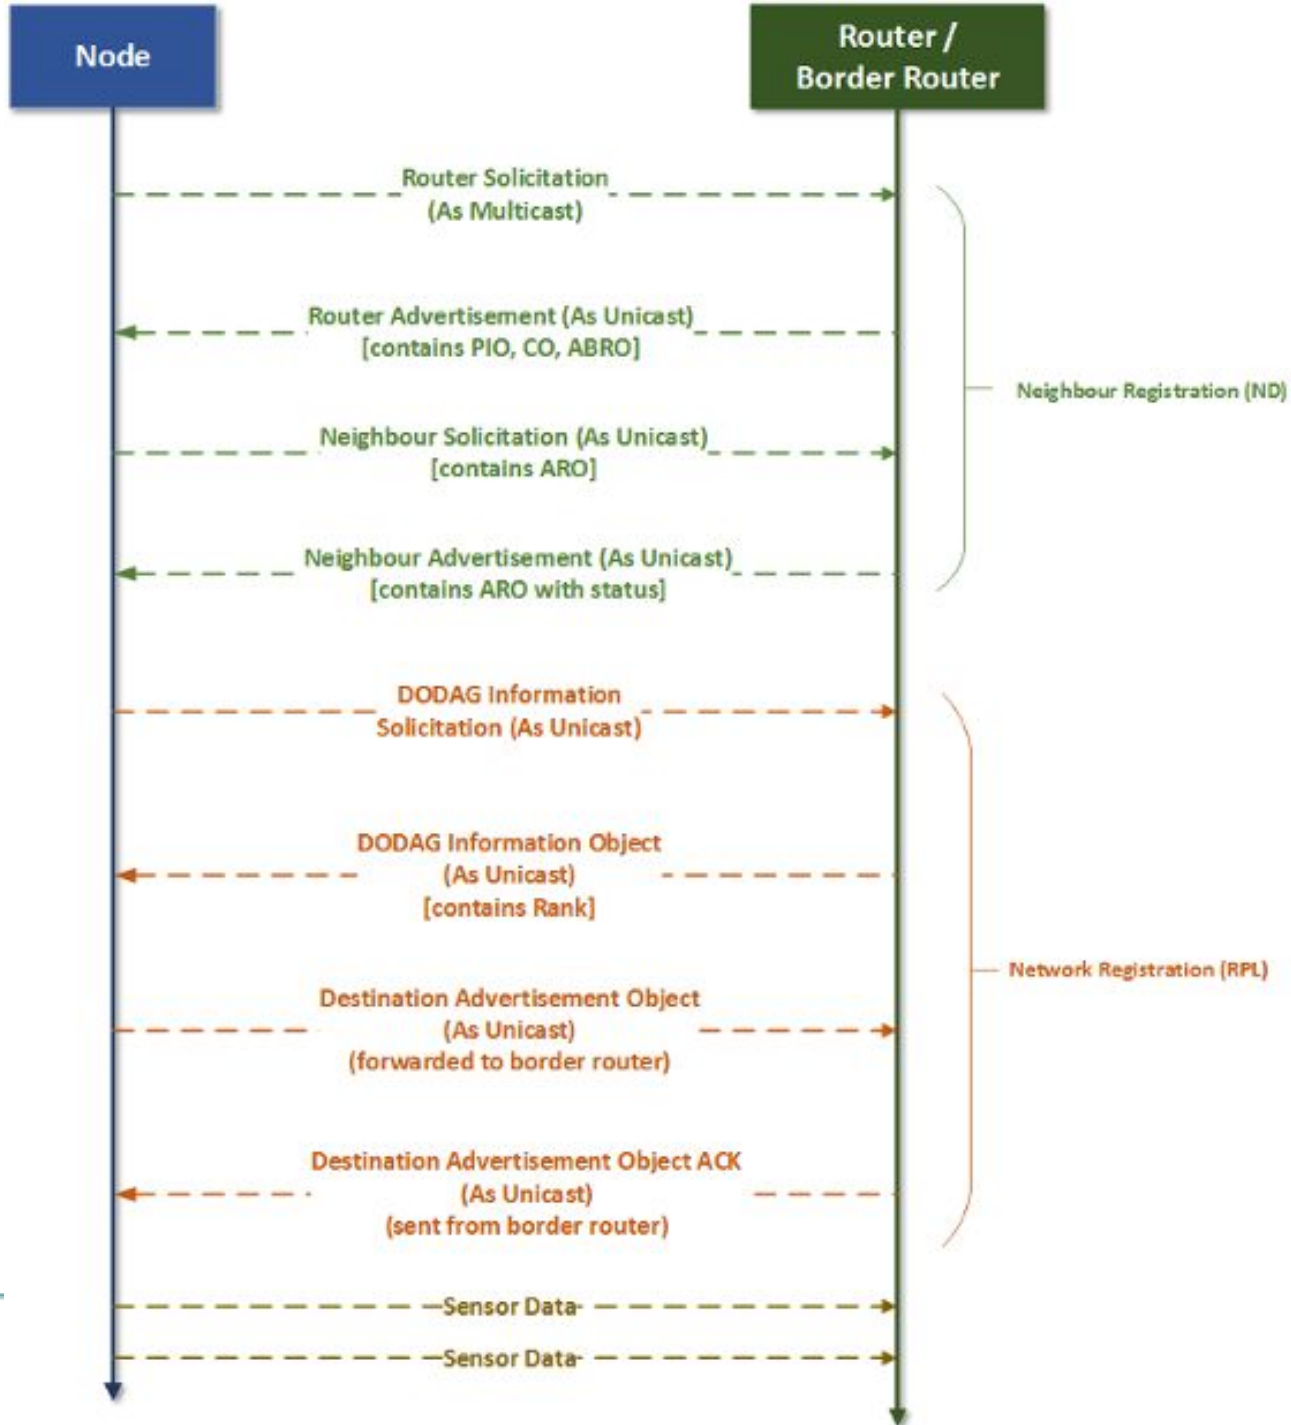 Node
Router /
Border Router
Router Solicitation
(As Multicast)
Router Advertisement (As Unicast)
[contains PIO, CO, ABRO]
Neighbour Registration (ND)
Neighbour Solicitation (As Unicast)
[contains ARO]
Neighbour Advertisement (As Unicast)
[contains ARO with status]
DODAG Information
Solicitation (As Unicast)
DODAG Information Object
(As Unicast)
[contains Rank]
Network Registration (RPL)
Destination Advertisement Object
(As Unicast)
(forwarded to border router)
Destination Advertisement Object ACK
(As Unicast)
(sent from border router)
Sensor Data
Sensor Data